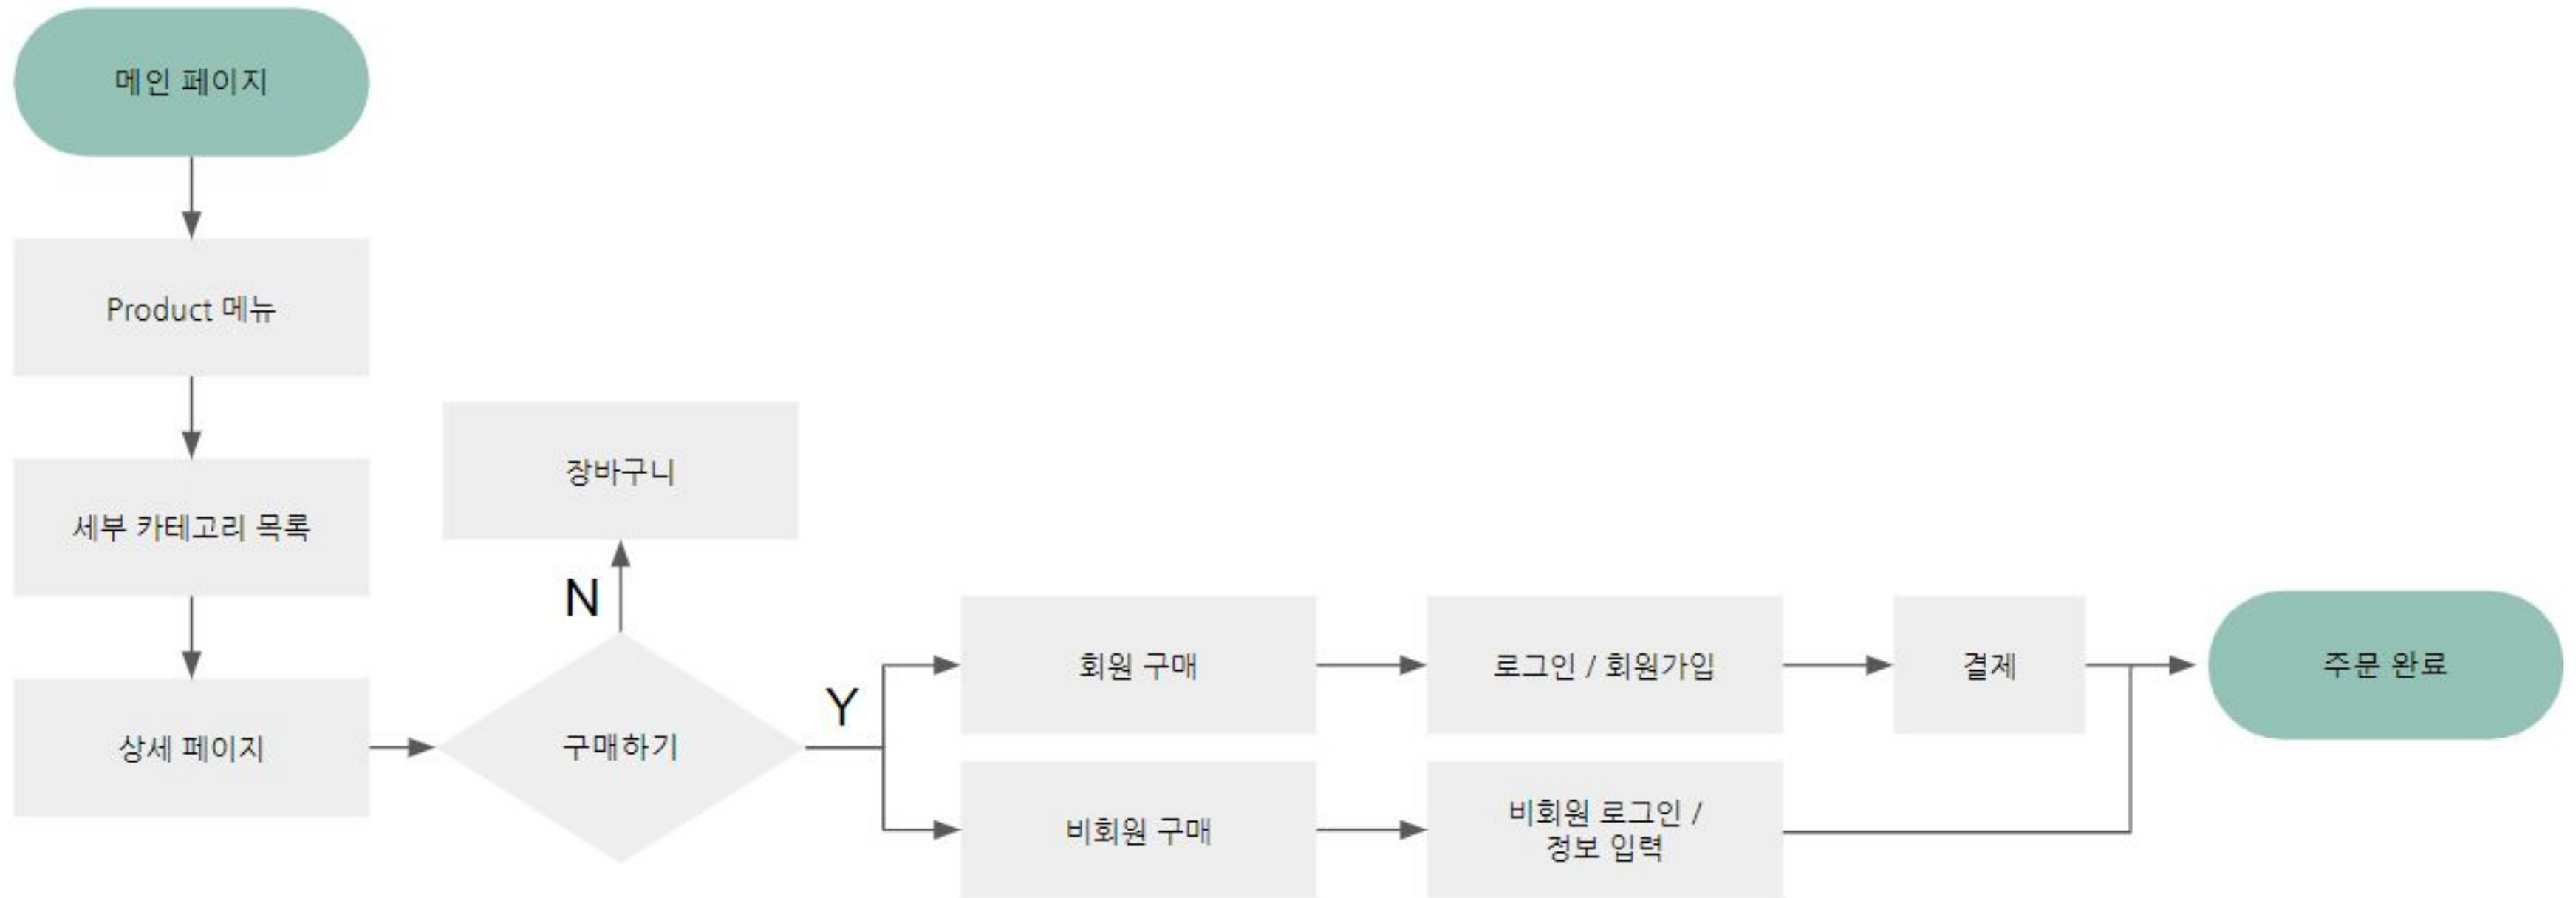 메인 페이지
Product 메뉴
세부 카테고리 목록
상세 페이지
장바구니
N
구매하기
Y
회원 구매
로그인 / 회원가입
결제
주문 완료
비회원 구매
비회원 로그인 /
정보 입력